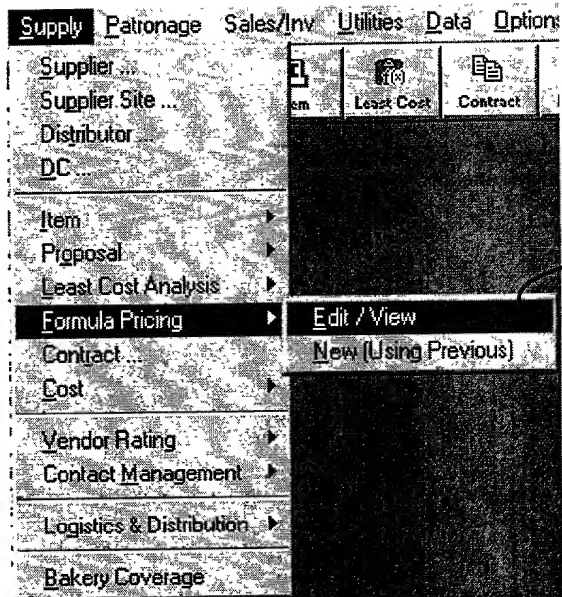 Supply Patronage Sales/Inv Utilities Data Options
Supplier ...
Supplier Site ...
Distributor ...
DC ...
Least Cost
Contract
Item
Proposal
Least Cost Analysis
Formula Pricing
Edit / View
New (Using Previous)
Contract ...
Cost
Vendor Rating
Contact Management
Logistics & Distribution
Bakery Coverage